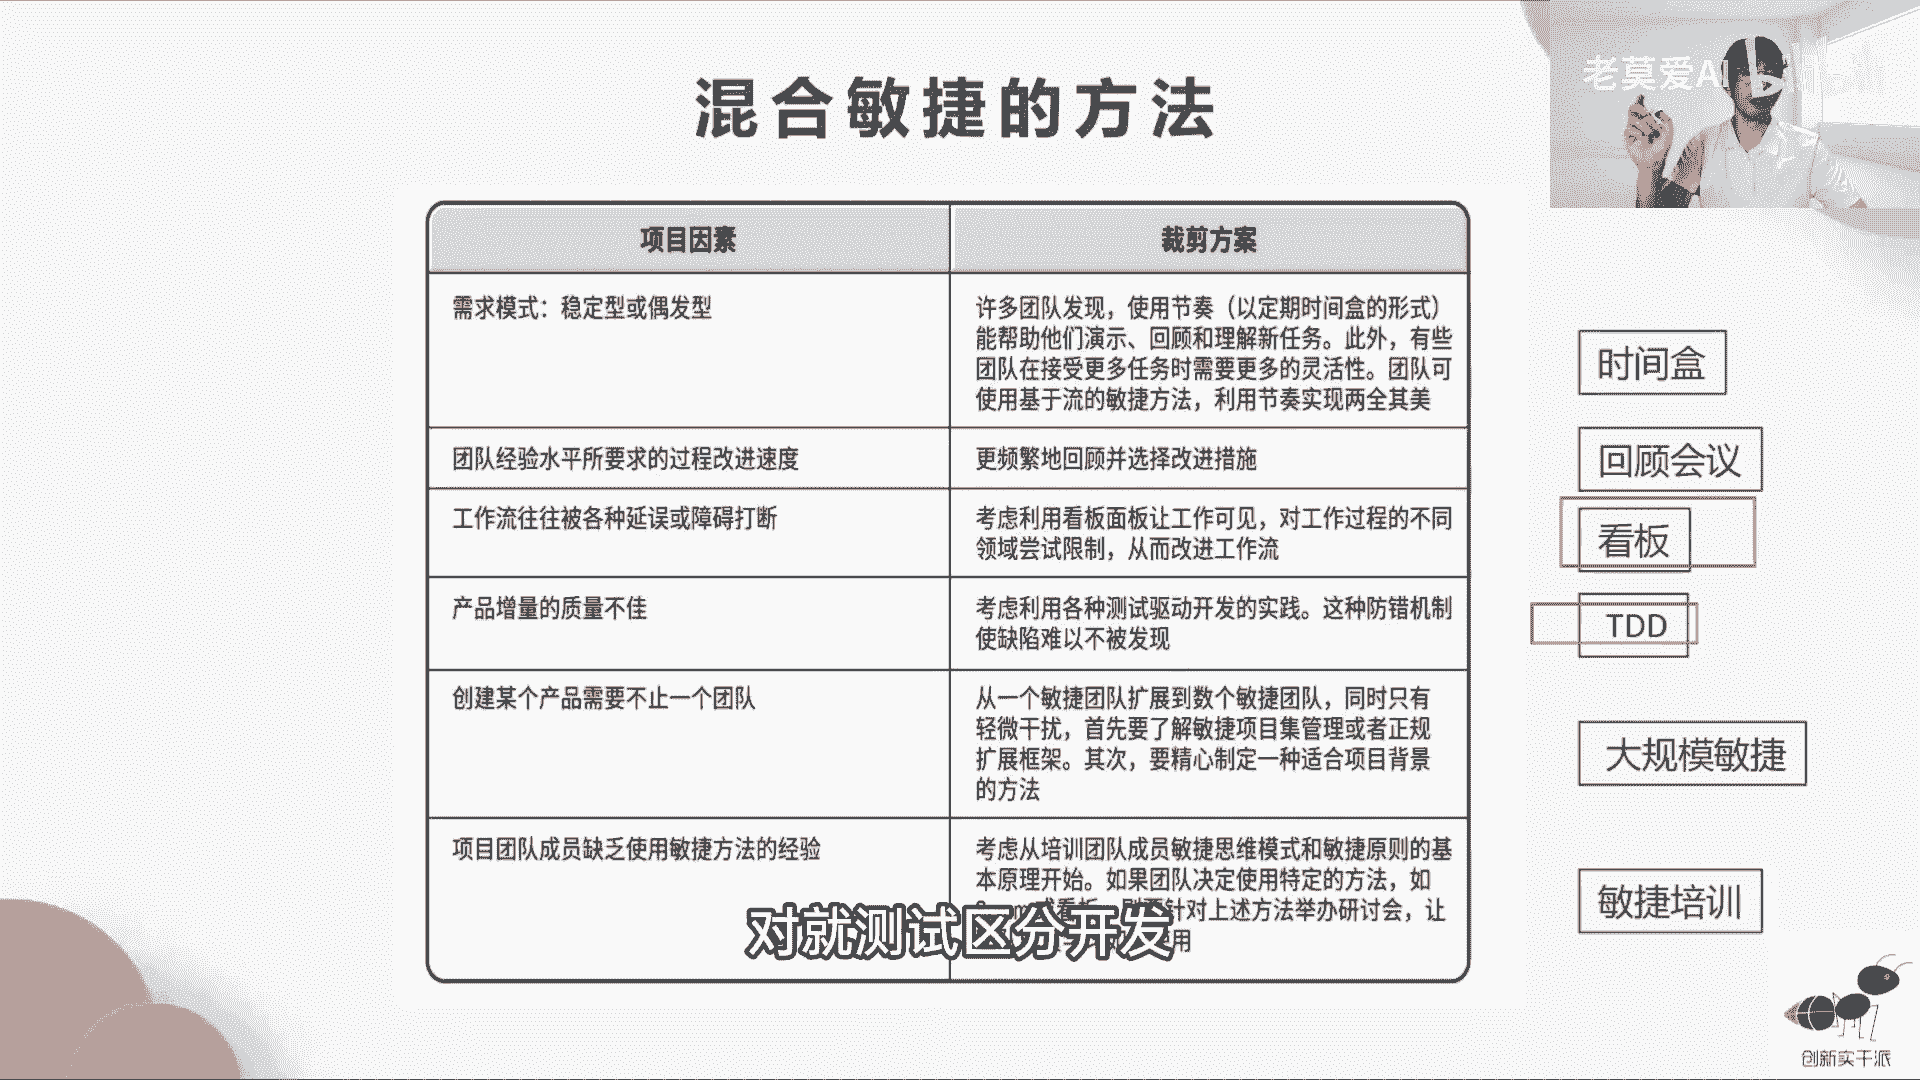 混合敏捷的方法
老莫爱AI
项目因素
裁剪方案
需求模式：稳定型或偶发型
许多团队发现，使用节奏（以定期时间盒的形式）
能帮助他们演示、回顾和理解新任务。此外，有些
团队在接受更多任务时需要更多的灵活性。团队可
使用基于流的敏捷方法，利用节奏实现两全其美
时间盒
团队经验水平所要求的过程改进速度
更频繁地回顾并选择改进措施
回顾会议
工作流往往被各种延误或障碍打断
考虑利用看板面板让工作可见，对工作过程的不同
领域尝试限制，从而改进工作流
看板
产品增量的质量不佳
考虑利用各种测试驱动开发的实践。这种防错机制
使缺陷难以不被发现
TDD
创建某个产品需要不止一个团队
从一个敏捷团队扩展到数个敏捷团队，同时只有
轻微干扰，首先要了解敏捷项目集管理或者正规
扩展框架。其次，要精心制定一种适合项目背景
的方法
大规模敏捷
项目团队成员缺乏使用敏捷方法的经验
考虑从培训团队成员敏捷思维模式和敏捷原则的基
本原理开始。如果团队决定使用特定的方法，如
针对上述方法举办研讨会，让
用
敏捷培训
对就测试区分开发
创新实干派